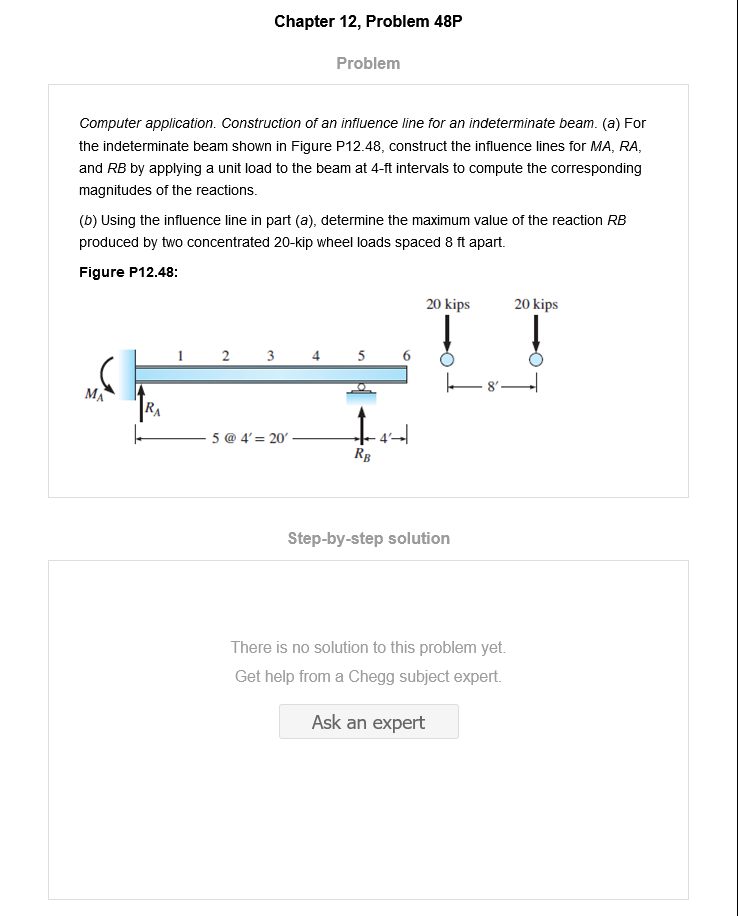 Chapter 12, Problem 48P
Problem
Computer application. Construction of an influence line for an indeterminate beam. (a) For
the indeterminate beam shown in Figure P12.48, construct the influence lines for MA, RA,
and RB by applying a unit load to the beam at 4-ft intervals to compute the corresponding
magnitudes of the reactions.
(b) Using the influence line in part (a), determine the maximum value of the reaction RB
produced by two concentrated 20-kip wheel loads spaced 8 ft apart.
Figure P12.48:
20 kips 20 kips
1 2 3 4 5 6
8′
MA
RA
5 @ 4′ = 20′ 4′
RB
Step-by-step solution
There is no solution to this problem yet.
Get help from a Chegg subject expert.
Ask an expert